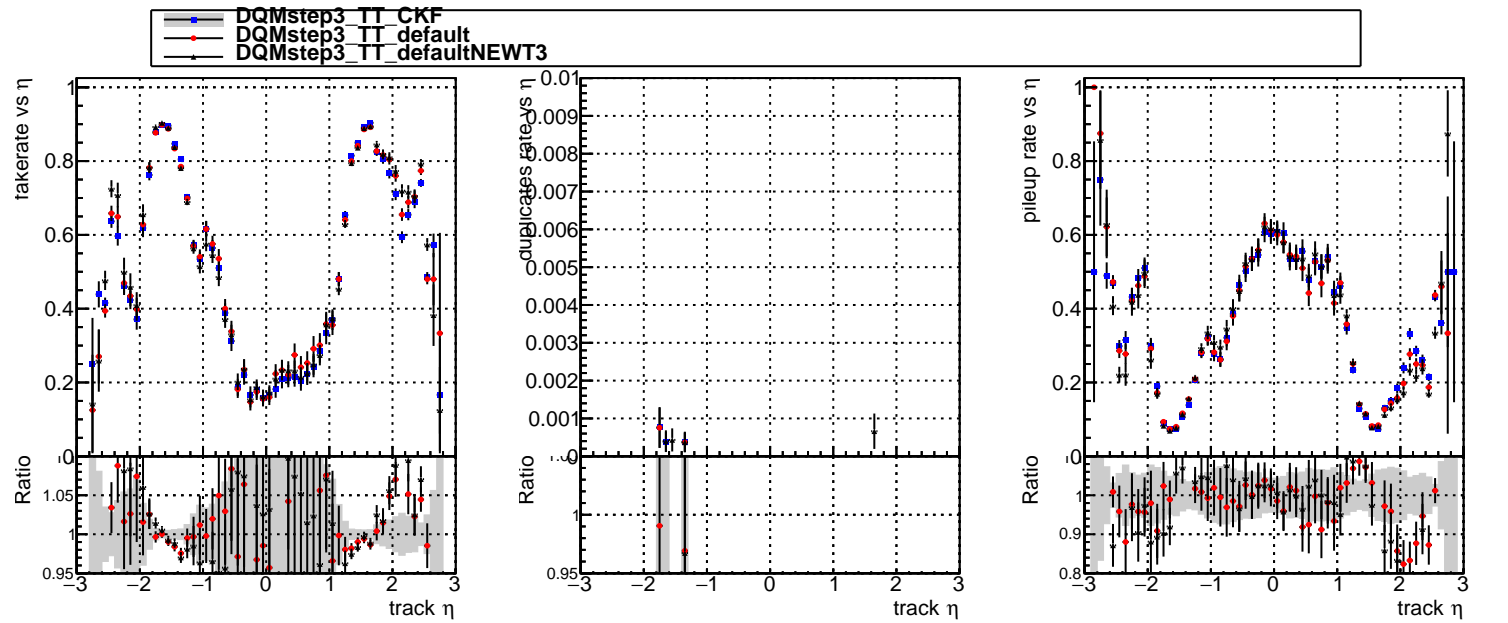 DQMstep3_TT_CKF
DQMstep3_TT_default
DQMstep3_TT_defaultNEWT3
fakerate vs η
1
0.8
0.6
0.4
0.2
0
Ratio
1.05
1
0.95
−3 −2 −1 0 1 2 3
track η
duplicates rate vs η
0.01
0.009
0.008
0.007
0.006
0.005
0.004
0.003
0.002
0.001
0
Ratio
1
0.95
−3 −2 −1 0 1 2 3
track η
pileup rate vs η
1
0.8
0.6
0.4
0.2
0
Ratio
1
0.9
0.8
−3 −2 −1 0 1 2 3
track η